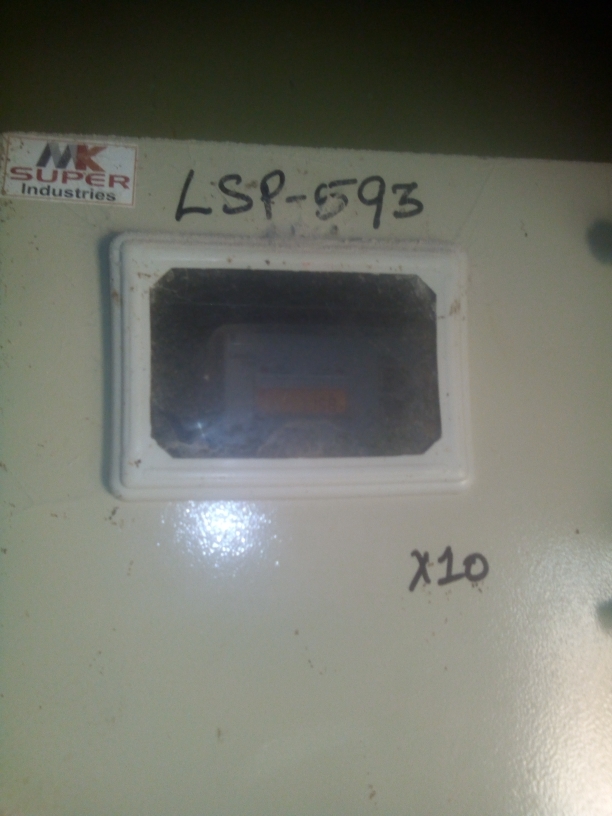 MK
SUPER
Industries
LSP-593
X10